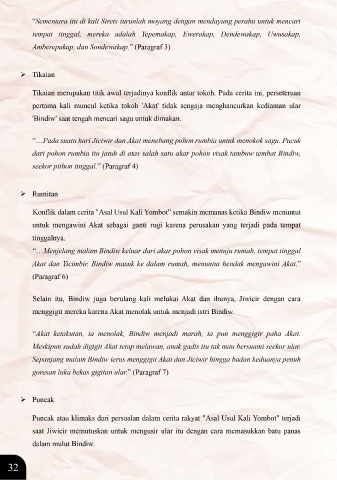 "Sementara itu di kali Sirets turunlah moyang dengan mendayung perahu untuk mencari
tempat tinggal, mereka adalah Yepomakap, Ewerakap, Dendewakap, Uwusakap,
Amberepakap, dan Sondewakap." (Paragraf 3)
➢ Tikaian
Tikaian merupakan titik awal terjadinya konflik antar tokoh. Pada cerita ini, perseteruan
pertama kali muncul ketika tokoh 'Akat' tidak sengaja menghancurkan kediaman ular
'Bindiw' saat tengah mencari sagu untuk dimakan.
"…Pada suatu hari Jiciwir dan Akat menebang pohon rumbia untuk menokok sagu. Pucuk
dari pohon rumbia itu jatuh di atas salah satu akar pohon visak tambuw tembat Bindiw,
seekor pithon tinggal." (Paragraf 4)
➢ Rumitan
Konflik dalam cerita "Asal Usul Kali Yombot" semakin memanas ketika Bindiw menuntut
untuk mengawini Akat sebagai ganti rugi karena perusakan yang terjadi pada tempat
tinggalnya.
"…Menjelang malam Bindiw keluar dari akar pohon visak menuju rumah, tempat tinggal
Akat dan Yicimbir. Bindiw masuk ke dalam rumah, menuntut hendak mengawini Akat."
(Paragraf 6)
Selain itu, Bindiw juga berulang kali melukai Akat dan ibunya, Jiwicir dengan cara
menggigit mereka karena Akat menolak untuk menjadi istri Bindiw.
"Akat ketakutan, ia menolak, Bindiw menjadi marah, ia pun menggigir paha Akat.
Meskipun sudah digigit Akat tetap melawan, anak gadis itu tak mau bersuami seekor ular.
Sepanjang malam Bindiw terus menggigit Akat dan Jiciwir hingga badan keduanya penuh
goresan luka bekas gigitan ular." (Paragraf 7)
➢ Puncak
Puncak atau klimaks dari persoalan dalam cerita rakyat "Asal Usul Kali Yombot" terjadi
saat Jiwicir memutuskan untuk mengusir ular itu dengan cara memasukkan batu panas
dalam mulut Bindiw.
32